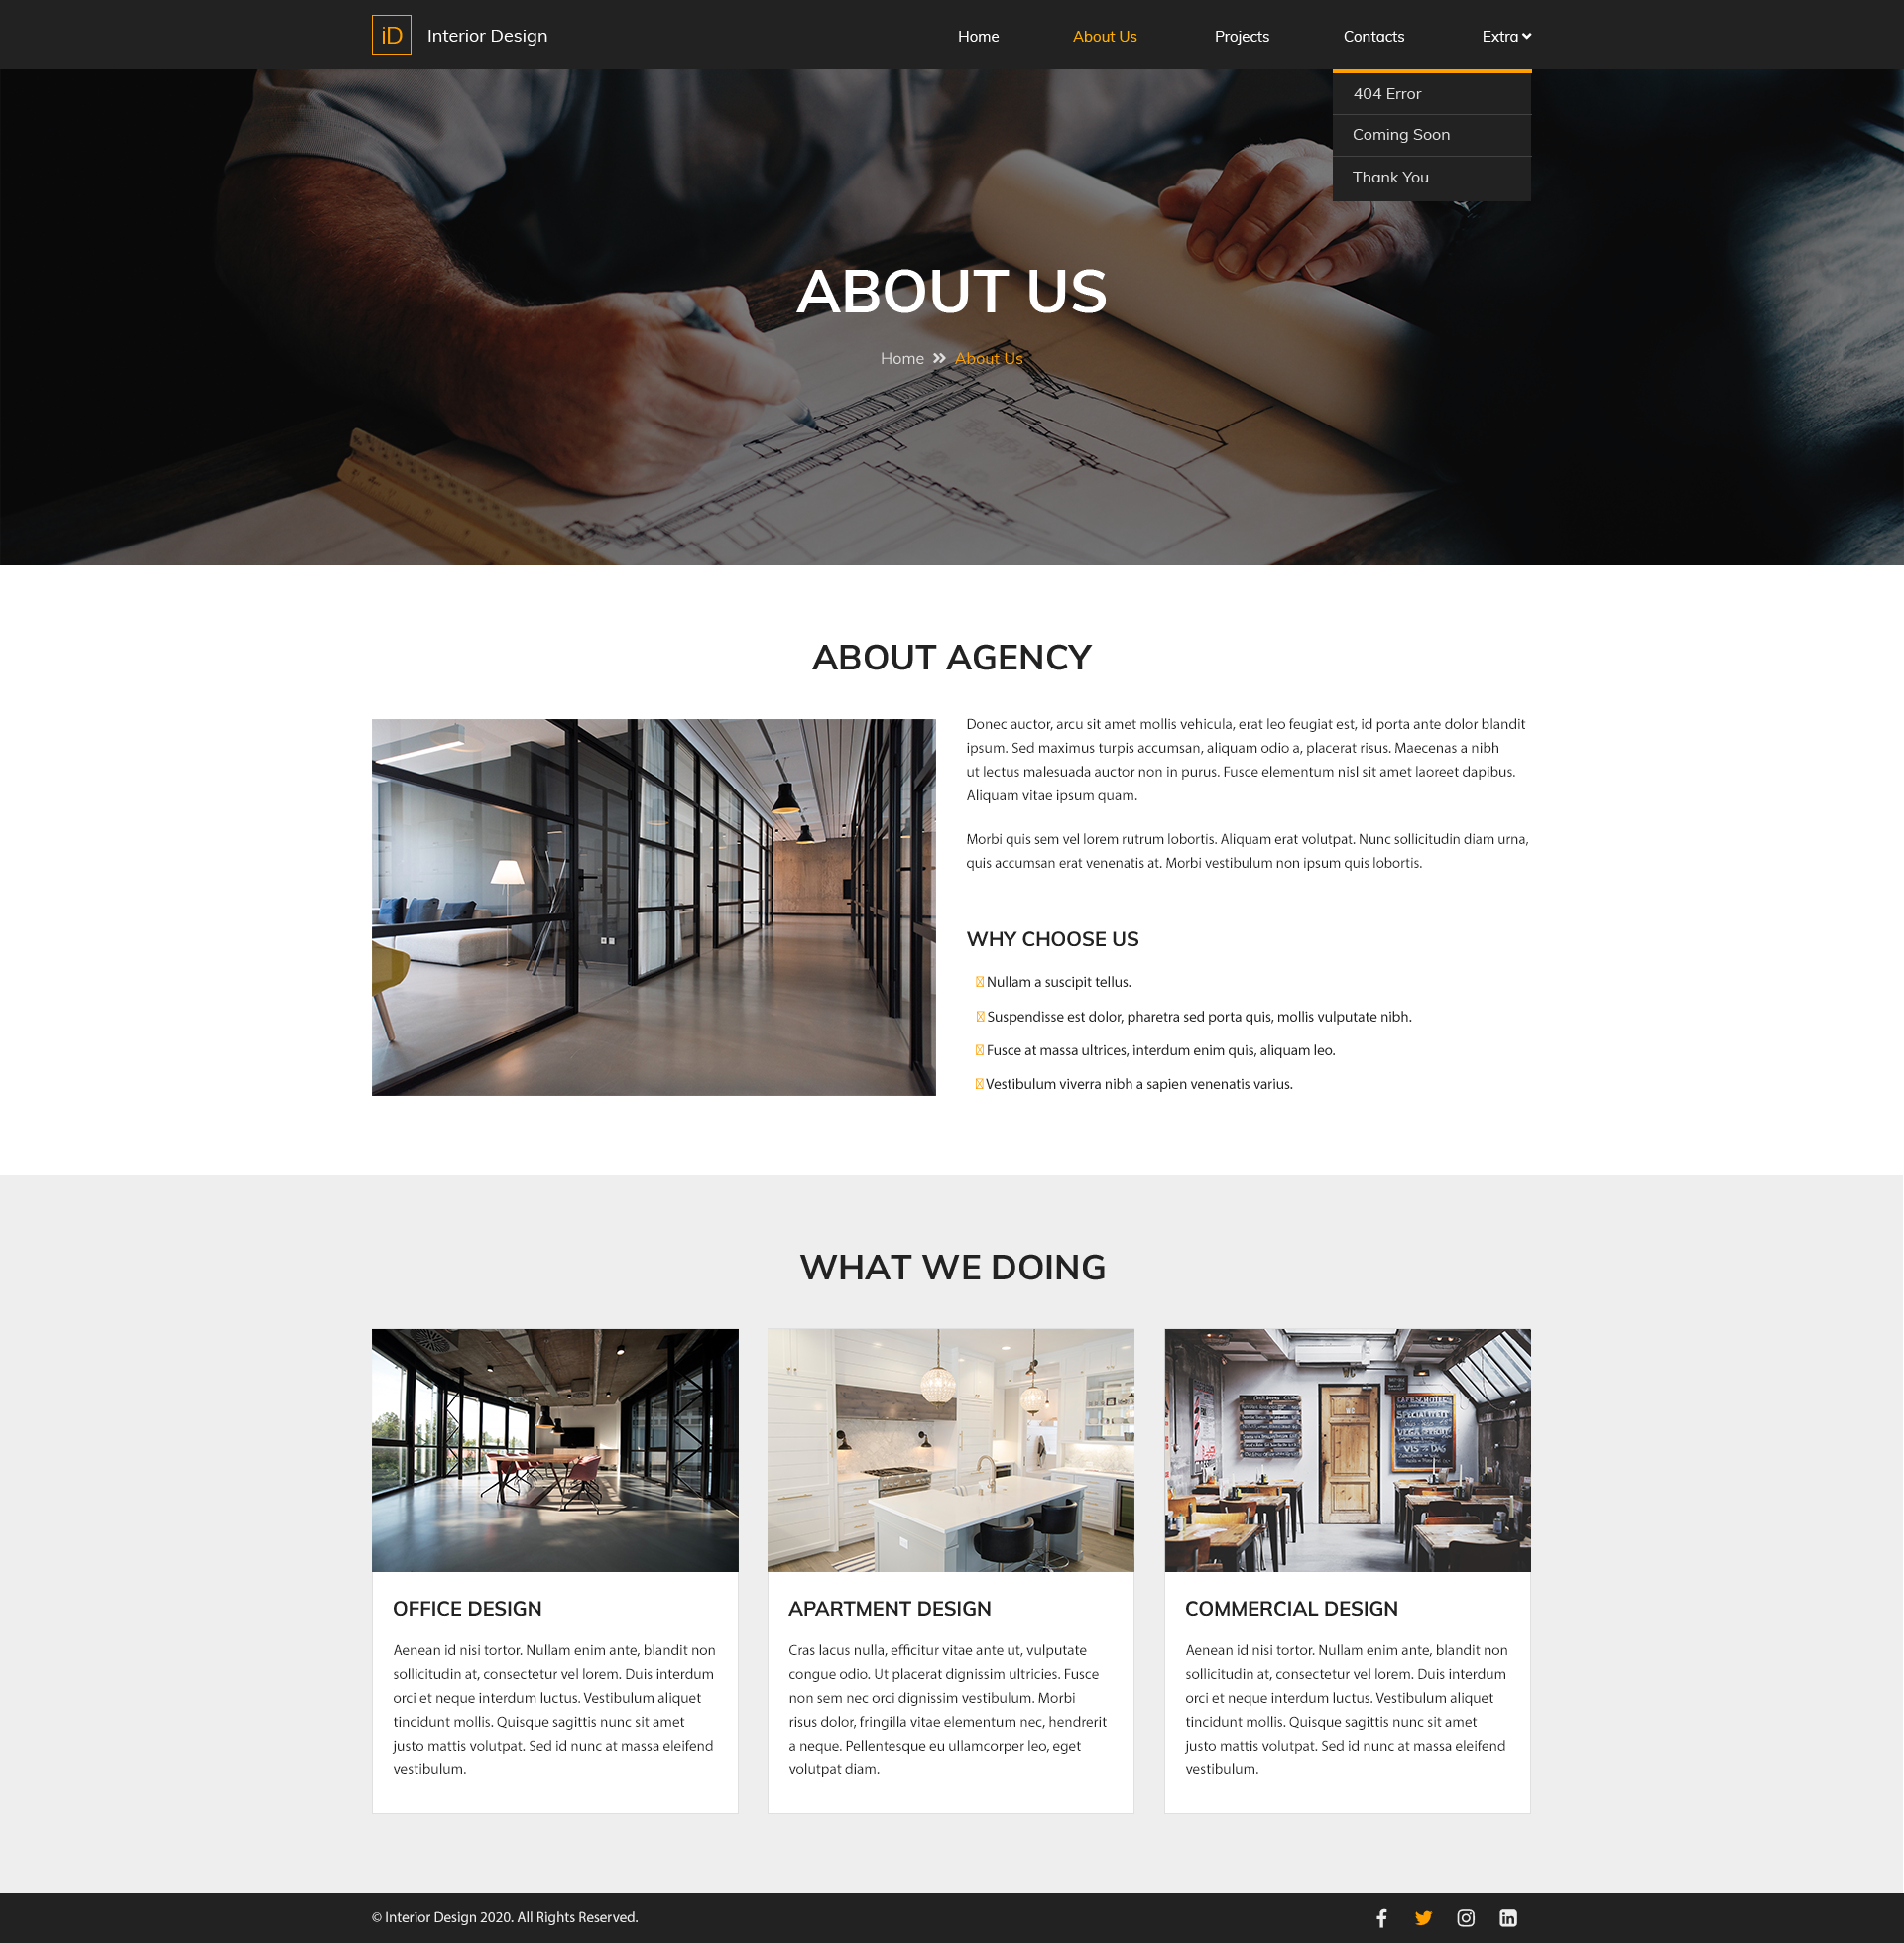 iD Interior Design Home About Us Projects Contacts Extra
404 Error
Coming Soon
Thank You
ABOUT US
Home » About Us
ABOUT AGENCY
Donec auctor, arcu sit amet mollis vehicula, erat leo feugiat est, id porta ante dolor blandit
ipsum. Sed maximus turpis accumsan, aliquam odio a, placerat risus. Maecenas a nibh
ut lectus malesuada auctor non in purus. Fusce elementum nisl sit amet laoreet dapibus.
Aliquam vitae ipsum quam.
Morbi quis sem vel lorem rutrum lobortis. Aliquam erat volutpat. Nunc sollicitudin diam urna,
quis accumsan erat venenatis at. Morbi vestibulum non ipsum quis lobortis.
WHY CHOOSE US
Nullam a suscipit tellus.
Suspendisse est dolor, pharetra sed porta quis, mollis vulputate nibh.
Fusce at massa ultrices, interdum enim quis, aliquam leo.
Vestibulum viverra nibh a sapien venenatis varius.
WHAT WE DOING
SPECIALITEIT
VIS DAG
OFFICE DESIGN
Aenean id nisi tortor. Nullam enim ante, blandit non
sollicitudin at, consectetur vel lorem. Duis interdum
orci et neque interdum luctus. Vestibulum aliquet
tincidunt mollis. Quisque sagittis nunc sit amet
justo mattis volutpat. Sed id nunc at massa eleifend
vestibulum.
APARTMENT DESIGN
Cras lacus nulla, efficitur vitae ante ut, vulputate
congue odio. Ut placerat dignissim ultricies. Fusce
non sem nec orci dignissim vestibulum. Morbi
risus dolor, fringilla vitae elementum nec, hendrerit
a neque. Pellentesque eu ullamcorper leo, eget
volutpat diam.
COMMERCIAL DESIGN
Aenean id nisi tortor. Nullam enim ante, blandit non
sollicitudin at, consectetur vel lorem. Duis interdum
orci et neque interdum luctus. Vestibulum aliquet
tincidunt mollis. Quisque sagittis nunc sit amet
justo mattis volutpat. Sed id nunc at massa eleifend
vestibulum.
© Interior Design 2020. All Rights Reserved.